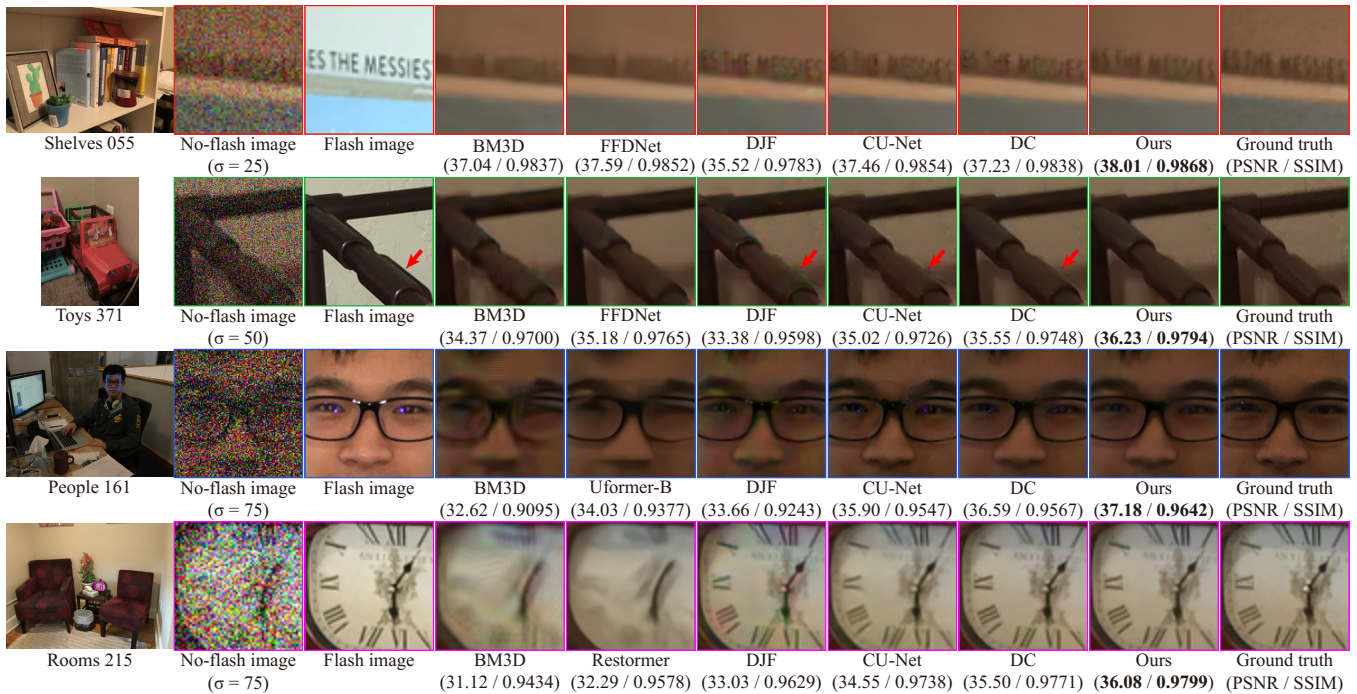 ES THE MESSIES
ES THE MESSIES
Shelves 055
No-flash image
(σ = 25)
Flash image
BM3D
(37.04 / 0.9837)
FFDNet
(37.59 / 0.9852)
DJF
(35.52 / 0.9783)
CU-Net
(37.46 / 0.9854)
DC
(37.23 / 0.9838)
Ours
(38.01 / 0.9868)
Ground truth
(PSNR / SSIM)
Toys 371
No-flash image
(σ = 50)
Flash image
BM3D
(34.37 / 0.9700)
FFDNet
(35.18 / 0.9765)
DJF
(33.38 / 0.9598)
CU-Net
(35.02 / 0.9726)
DC
(35.55 / 0.9748)
Ours
(36.23 / 0.9794)
Ground truth
(PSNR / SSIM)
People 161
No-flash image
(σ = 75)
Flash image
BM3D
(32.62 / 0.9095)
Uformer-B
(34.03 / 0.9377)
DJF
(33.66 / 0.9243)
CU-Net
(35.90 / 0.9547)
DC
(36.59 / 0.9567)
Ours
(37.18 / 0.9642)
Ground truth
(PSNR / SSIM)
Rooms 215
No-flash image
(σ = 75)
Flash image
BM3D
(31.12 / 0.9434)
Restormer
(32.29 / 0.9578)
DJF
(33.03 / 0.9629)
CU-Net
(34.55 / 0.9738)
DC
(35.50 / 0.9771)
Ours
(36.08 / 0.9799)
Ground truth
(PSNR / SSIM)